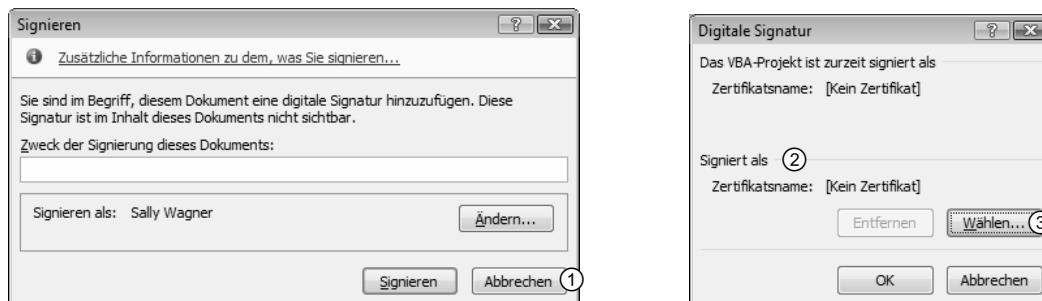 Signieren
Zusätzliche Informationen zu dem, was Sie signieren...
Sie sind im Begriff, diesem Dokument eine digitale Signatur hinzuzufügen. Diese
Signatur ist im Inhalt dieses Dokuments nicht sichtbar.
Zweck der Signierung dieses Dokuments:
Signieren als: Sally Wagner
Ändern...
Signieren Abbrechen 1
Digitale Signatur
Das VBA-Projekt ist zurzeit signiert als
Zertifikatsname: [Kein Zertifikat]
Signiert als 2
Zertifikatsname: [Kein Zertifikat]
Entfernen Wählen... 3
OK Abbrechen